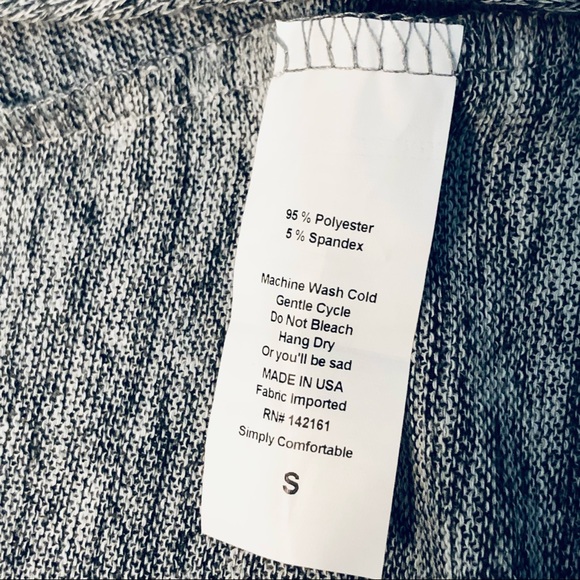 95 % Polyester
5 % Spandex
Machine Wash Cold
Gentle Cycle
Do Not Bleach
Hang Dry
Or you'll be sad
MADE IN USA
Fabric Imported
RN# 142161
Simply Comfortable
S